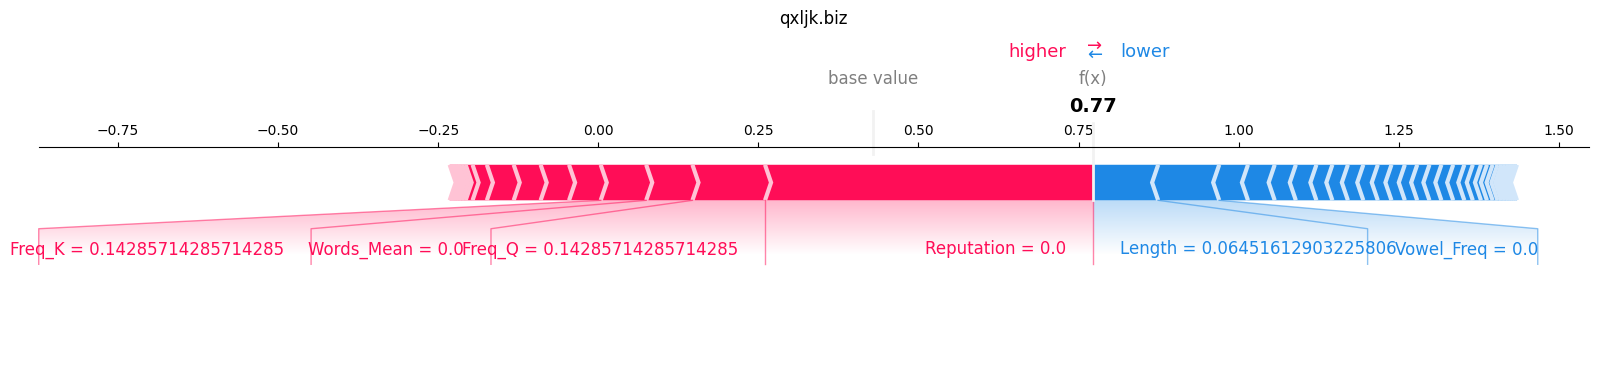 qxljk.biz
higher ⇄ lower
base value f(x)
0.77
−0.75 −0.50 −0.25 0.00 0.25 0.50 0.75 1.00 1.25 1.50
Freq_K = 0.14285714285714285 Words_Mean = 0.0 Freq_Q = 0.14285714285714285 Reputation = 0.0 Length = 0.06451612903225806 Vowel_Freq = 0.0